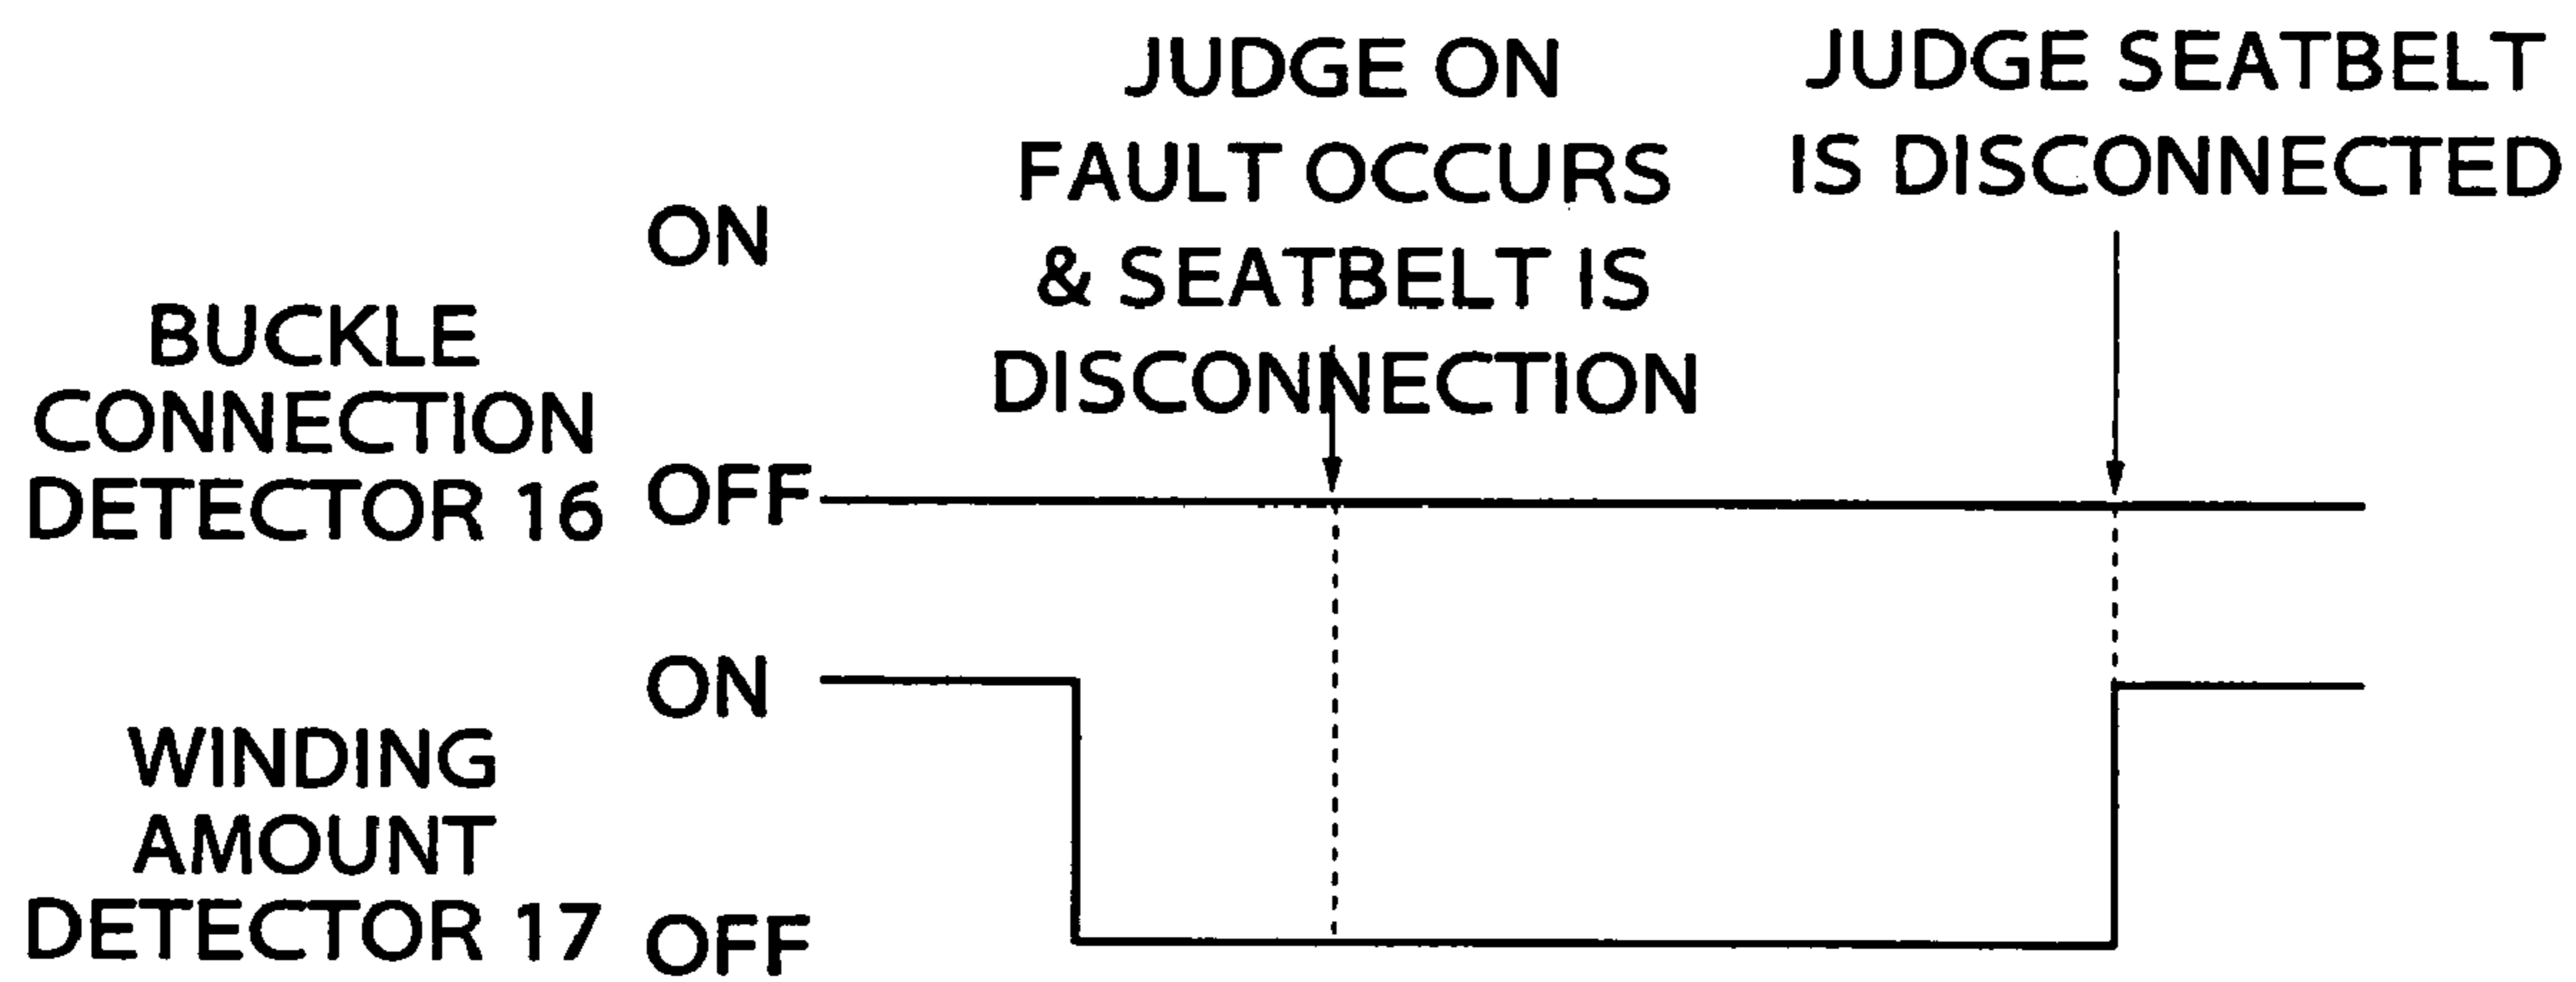 JUDGE ON
FAULT OCCURS
& SEATBELT IS
DISCONNECTION
JUDGE SEATBELT
IS DISCONNECTED
BUCKLE
CONNECTION
DETECTOR 16
ON
OFF
WINDING
AMOUNT
DETECTOR 17
ON
OFF